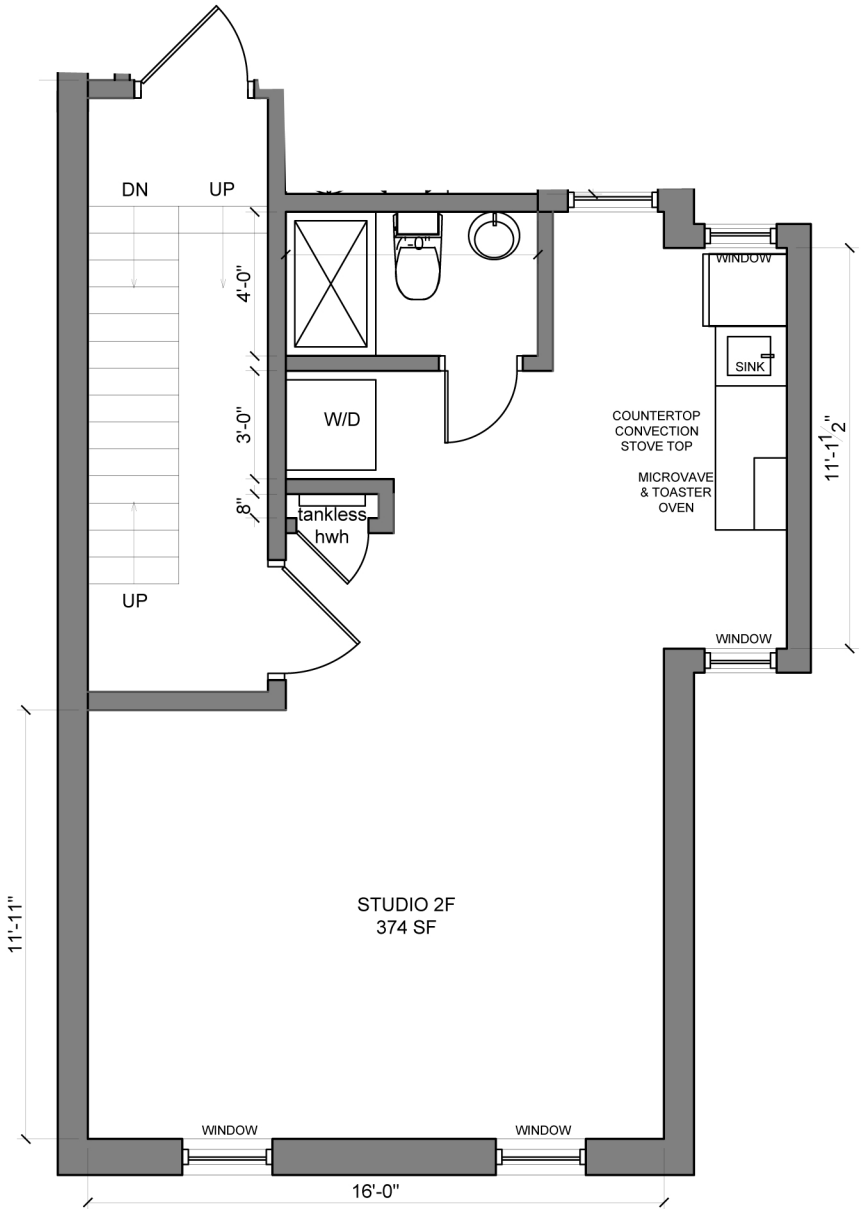 DN
UP
4'-0"
'-0"
WINDOW
SINK
3'-0"
W/D
COUNTERTOP
CONVECTION
STOVE TOP
11'-1½"
MICROVAVE
& TOASTER
OVEN
8"
tankless
hwh
UP
WINDOW
11'-11"
STUDIO 2F
374 SF
WINDOW
WINDOW
16'-0"